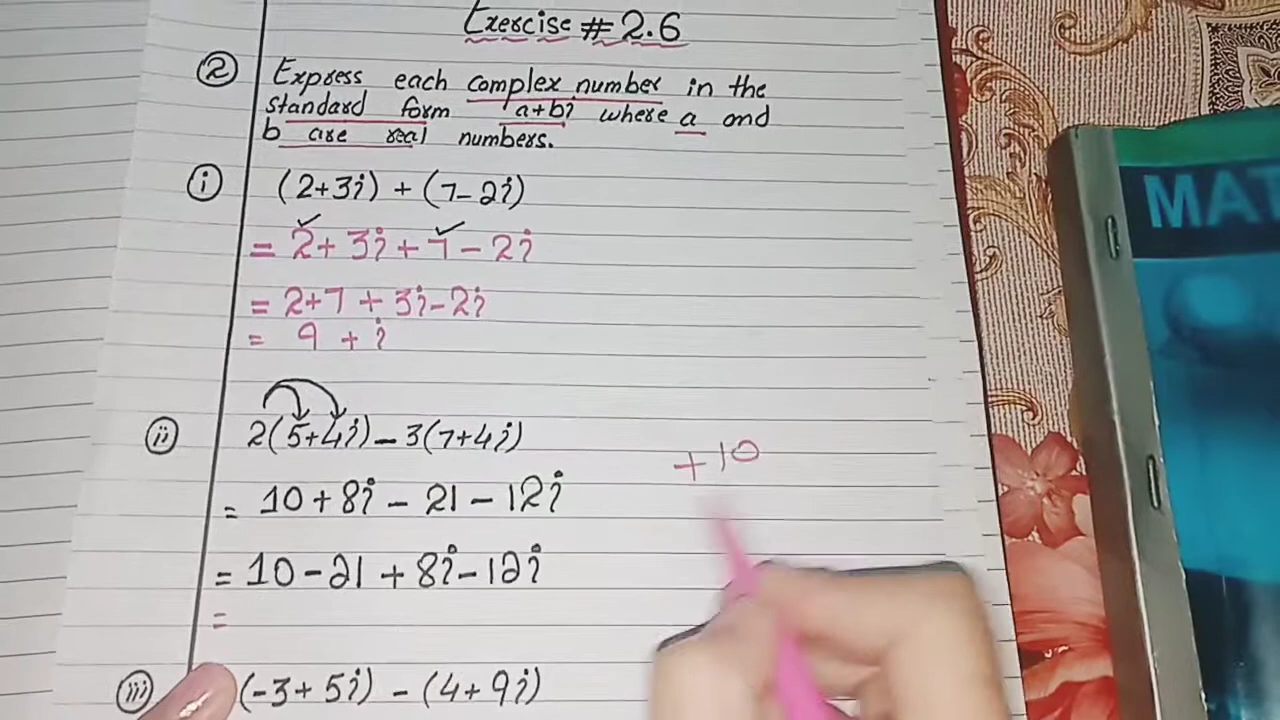 Exercise # 2.6
② Express each complex number in the
standard form a+bi where a and
b are real numbers.
ⓘ (2+3i) + (7-2i)
= 2+ 3i + 7 - 2i
= 2+7 + 3i-2i
= 9 + i
ⓘⓘ 2(5+4i) - 3(7+4i)
= 10 + 8i - 21 - 12i
+10
= 10 - 21 + 8i - 12i
=
ⓘⓘⓘ (-3 + 5i) - (4 + 9i)
MAT